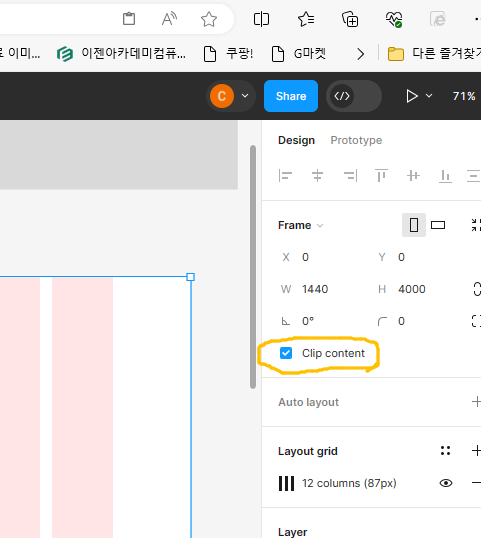 료 이미...
이젠아카데미컴퓨...
쿠팡!
G마켓
다른 즐겨찾기
C
Share
</>
71%
Design
Prototype
Frame
X 0
Y 0
W 1440
H 4000
0°
0
Clip content
Auto layout
Layout grid
12 columns (87px)
Layer